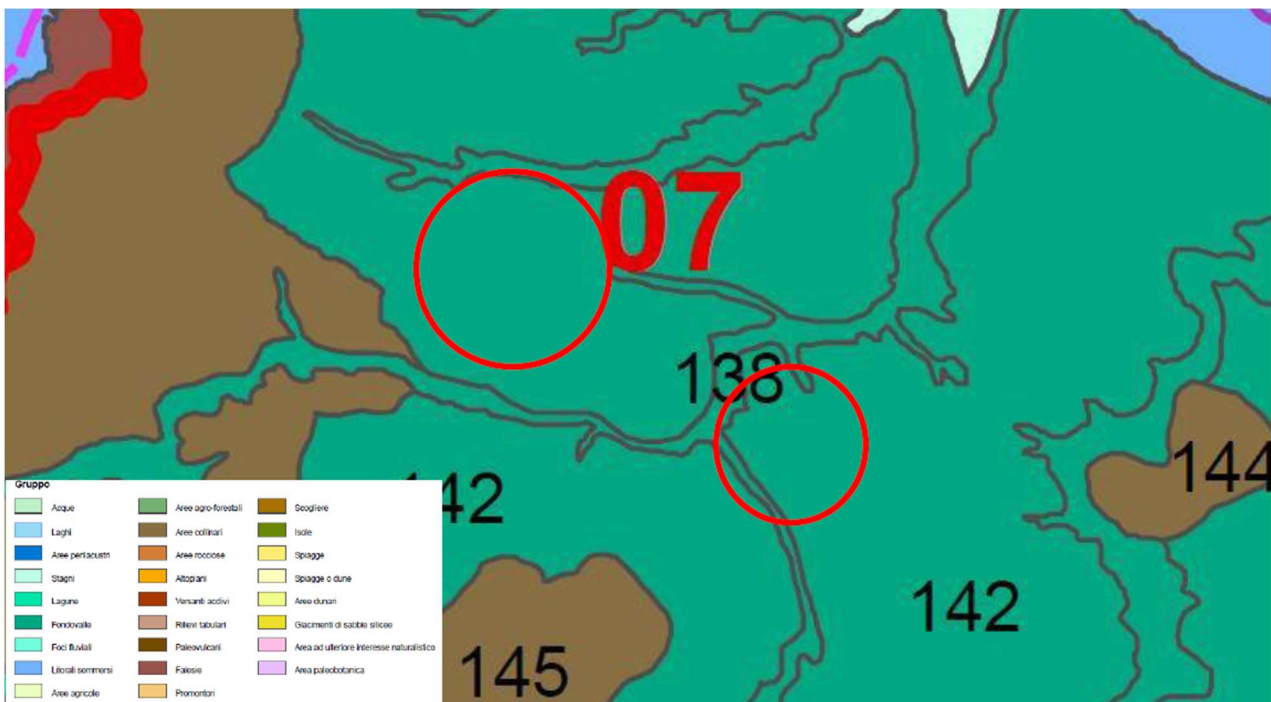 07
138
144
42
142
145
Gruppo
Acque
Laghi
Aree perilacustri
Stagni
Lagune
Fondovalle
Foci fluviali
Litorali sommersi
Aree agricole
Aree agro-forestali
Aree collinari
Aree rocciose
Altopiani
Versanti acclivi
Rilievi tabulari
Paleovulcani
Falesie
Promontori
Scogliere
Isole
Spiagge
Spiagge o dune
Aree dunari
Giacimenti di sabbie silicee
Area ad ulteriore interesse naturalistico
Area paleobotanica